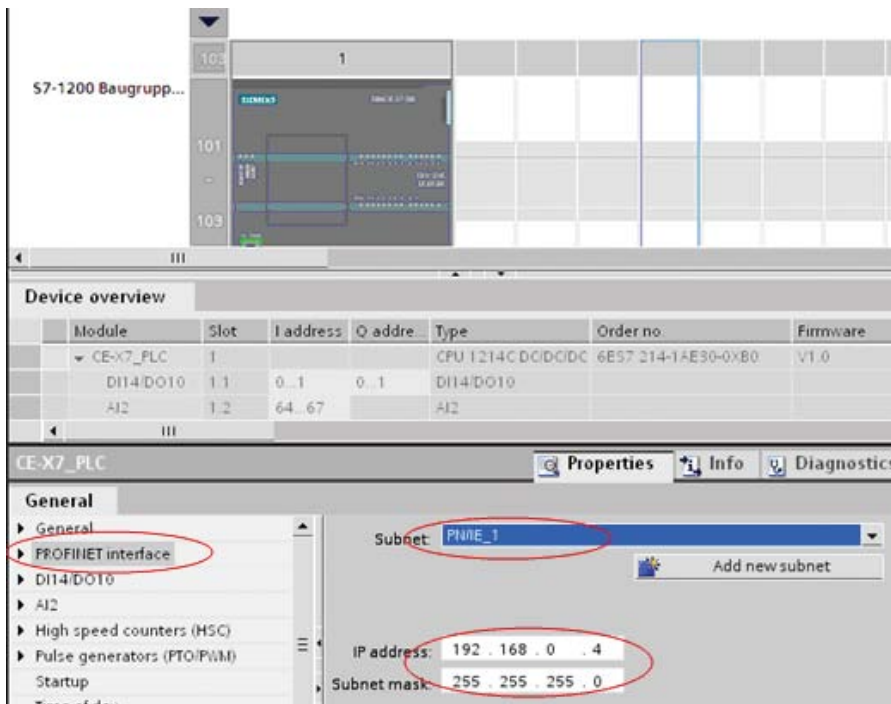 103 1
S7-1200 Baugrupp...
SIEMENS
101
-
103
Device overview
Module Slot I address Q addre... Type Order no. Firmware
CE-X7_PLC 1 CPU 1214C DC/DC/DC 6ES7 214-1AE30-0XB0 V1.0
DI14/DO10 1.1 0...1 0...1 DI14/DO10
AI2 1.2 64...67 AI2
CE-X7_PLC Properties Info Diagnostics
General
General
PROFINET interface
DI14/DO10
AI2
High speed counters (HSC)
Pulse generators (PTO/PWM)
Startup
Time of day
Subnet: PN/IE_1
Add new subnet
IP address: 192 . 168 . 0 . 4
Subnet mask: 255 . 255 . 255 . 0